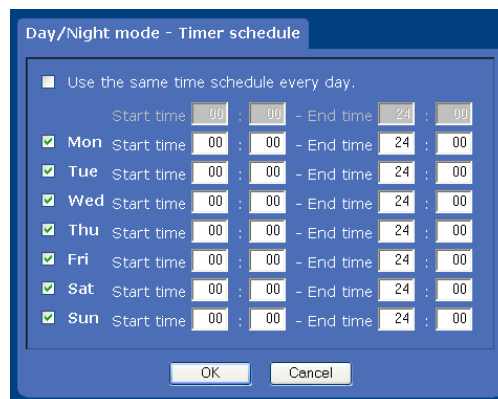 Day/Night mode - Timer schedule
Use the same time schedule every day.
Start time 00 : 00 - End time 24 : 00
Mon Start time 00 : 00 - End time 24 : 00
Tue Start time 00 : 00 - End time 24 : 00
Wed Start time 00 : 00 - End time 24 : 00
Thu Start time 00 : 00 - End time 24 : 00
Fri Start time 00 : 00 - End time 24 : 00
Sat Start time 00 : 00 - End time 24 : 00
Sun Start time 00 : 00 - End time 24 : 00
OK Cancel